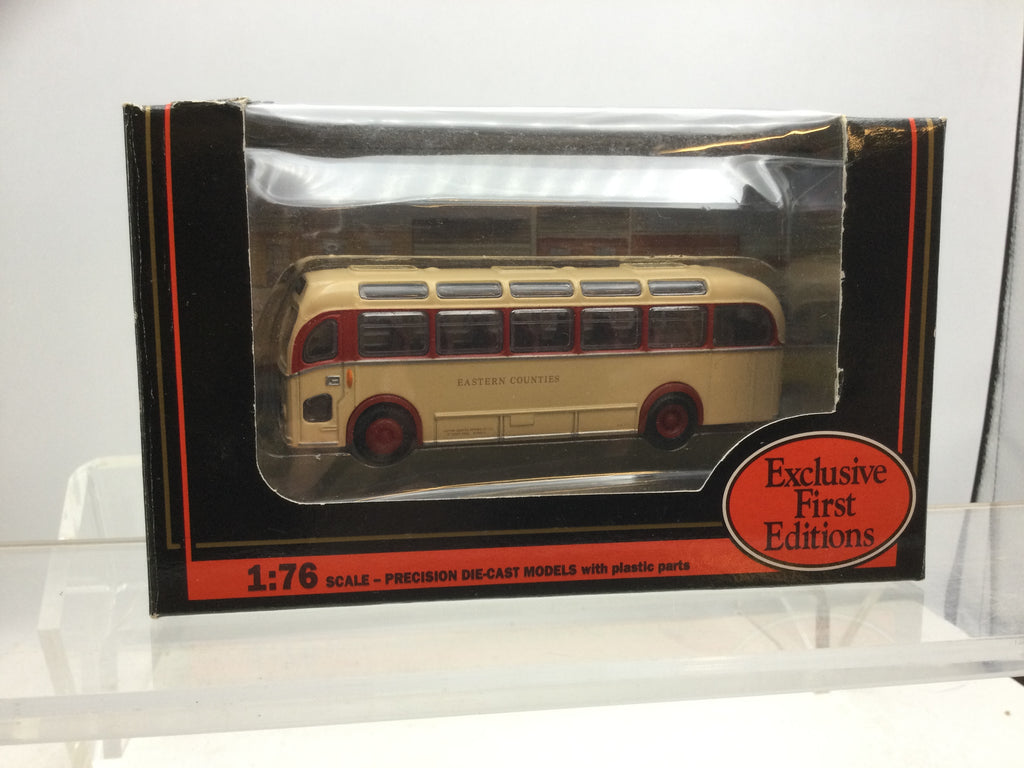 EASTERN COUNTIES
Exclusive
First
Editions
1:76 SCALE – PRECISION DIE-CAST MODELS with plastic parts